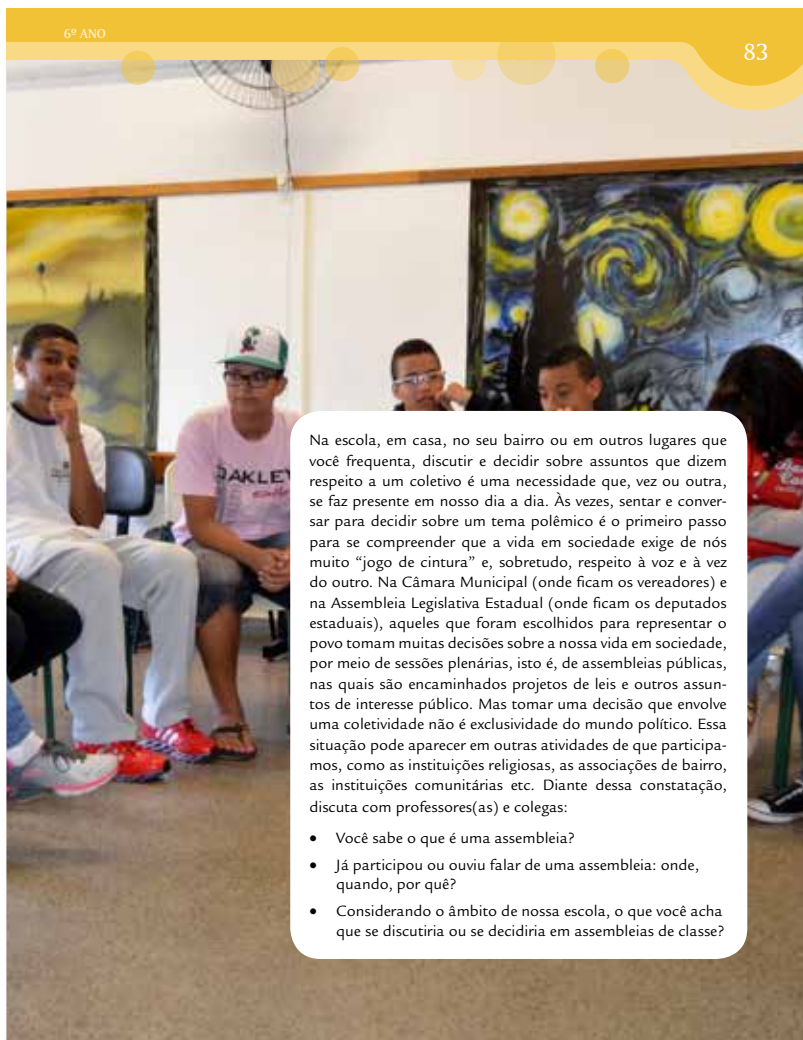 6º ANO
83
Na escola, em casa, no seu bairro ou em outros lugares que
você frequenta, discutir e decidir sobre assuntos que dizem
respeito a um coletivo é uma necessidade que, vez ou outra,
se faz presente em nosso dia a dia. Às vezes, sentar e conver-
sar para decidir sobre um tema polêmico é o primeiro passo
para se compreender que a vida em sociedade exige de nós
muito “jogo de cintura” e, sobretudo, respeito à voz e à vez
do outro. Na Câmara Municipal (onde ficam os vereadores) e
na Assembleia Legislativa Estadual (onde ficam os deputados
estaduais), aqueles que foram escolhidos para representar o
povo tomam muitas decisões sobre a nossa vida em sociedade,
por meio de sessões plenárias, isto é, de assembleias públicas,
nas quais são encaminhados projetos de leis e outros assun-
tos de interesse público. Mas tomar uma decisão que envolve
uma coletividade não é exclusividade do mundo político. Essa
situação pode aparecer em outras atividades de que participa-
mos, como as instituições religiosas, as associações de bairro,
as instituições comunitárias etc. Diante dessa constatação,
discuta com professores(as) e colegas:
• Você sabe o que é uma assembleia?
• Já participou ou ouviu falar de uma assembleia: onde,
quando, por quê?
• Considerando o âmbito de nossa escola, o que você acha
que se discutiria ou se decidiria em assembleias de classe?
OAKLEY